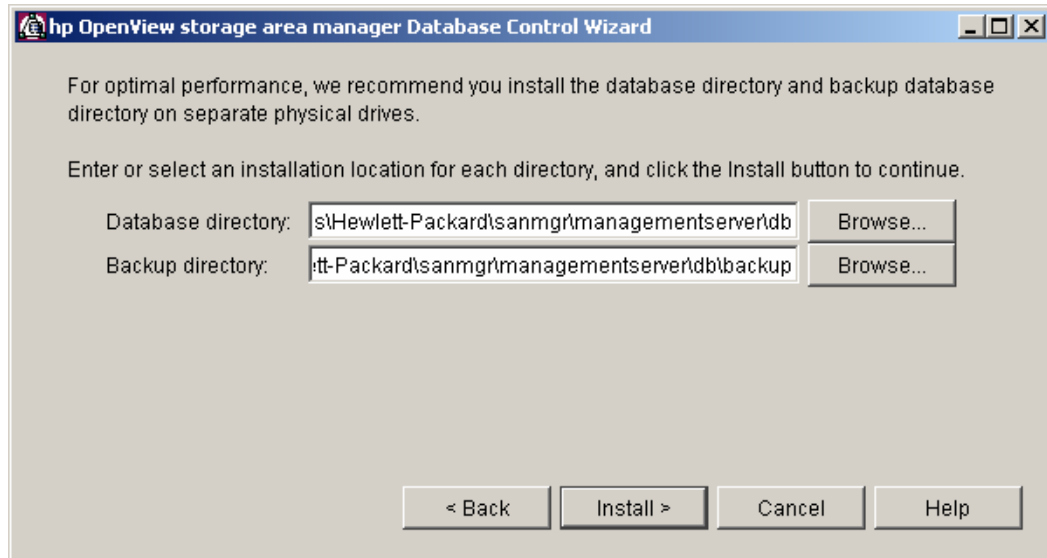 hp OpenView storage area manager Database Control Wizard
For optimal performance, we recommend you install the database directory and backup database
directory on separate physical drives.
Enter or select an installation location for each directory, and click the Install button to continue.
Database directory: s\Hewlett-Packard\sanmgr\managementserver\db Browse...
Backup directory: tt-Packard\sanmgr\managementserver\db\backup Browse...
< Back Install > Cancel Help